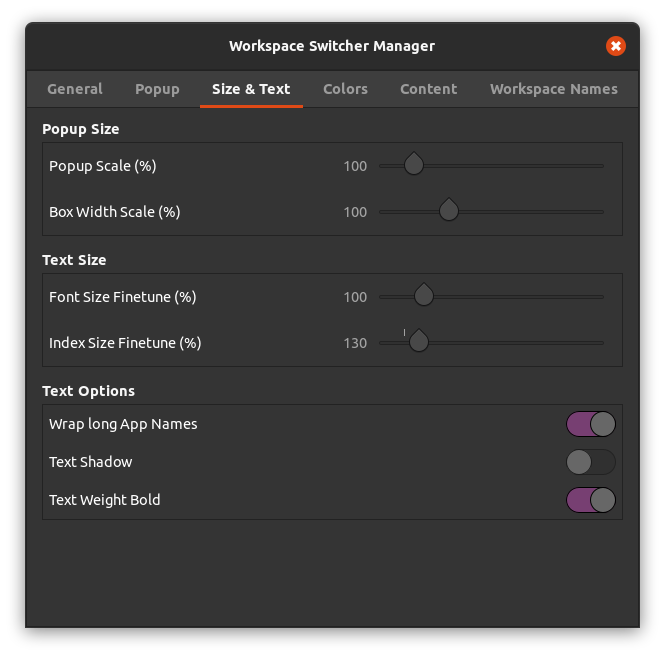 Workspace Switcher Manager
General Popup Size & Text Colors Content Workspace Names
Popup Size
Popup Scale (%) 100
Box Width Scale (%) 100
Text Size
Font Size Finetune (%) 100
Index Size Finetune (%) 130
Text Options
Wrap long App Names
Text Shadow
Text Weight Bold